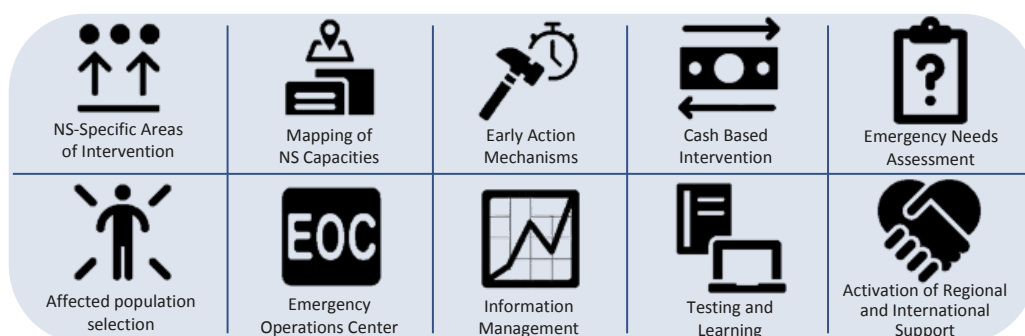 NS-Specific Areas
of Intervention
Mapping of
NS Capacities
Early Action
Mechanisms
Cash Based
Intervention
?
Emergency Needs
Assessment
Affected population
selection
EOC
Emergency
Operations Center
Information
Management
Testing and
Learning
Activation of Regional
and International
Support